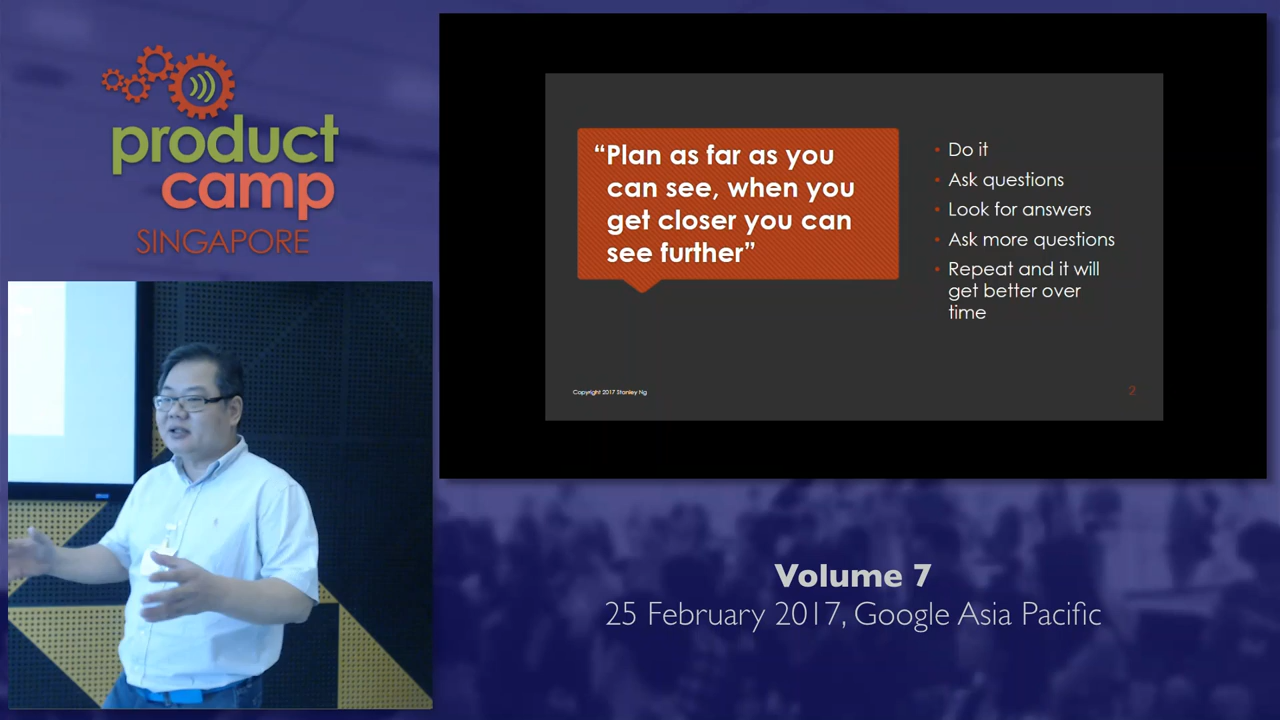 product
camp
SINGAPORE
“Plan as far as you
can see, when you
get closer you can
see further”
• Do it
• Ask questions
• Look for answers
• Ask more questions
• Repeat and it will
get better over
time
Copyright 2017 Stanley Ng
2
Volume 7
25 February 2017, Google Asia Pacific